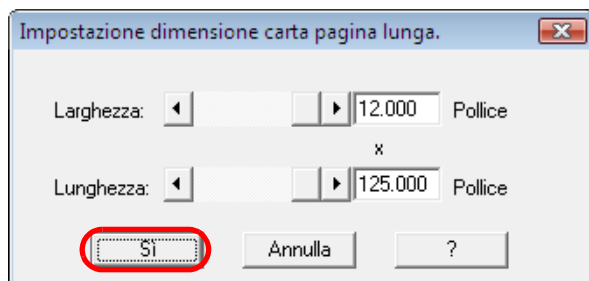 Impostazione dimensione carta pagina lunga.
Larghezza: 12.000 Pollice
x
Lunghezza: 125.000 Pollice
Sì Annulla ?